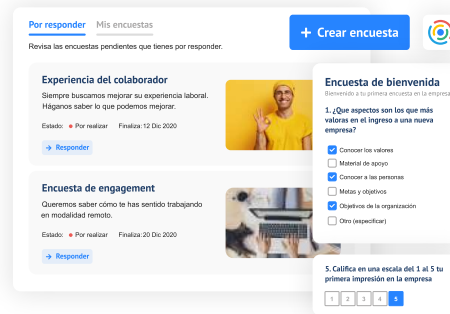 Por responder Mis encuestas
Revisa las encuestas pendientes que tienes por responder.
+ Crear encuesta
Experiencia del colaborador
Siempre buscamos mejorar su experiencia laboral.
Háganos saber lo que podemos mejorar.
Estado: Por realizar Finaliza: 12 Dic 2020
→ Responder
Encuesta de engagement
Queremos saber cómo te has sentido trabajando
en modalidad remoto.
Estado: Por realizar Finaliza: 20 Dic 2020
→ Responder
Encuesta de bienvenida
Bienvenido a tu primera encuesta en la empresa
1. ¿Que aspectos son los que más
valoras en el ingreso a una nueva
empresa?
Conocer los valores
Material de apoyo
Conocer a las personas
Metas y objetivos
Objetivos de la organización
Otro (especificar)
5. Califica en una escala del 1 al 5 tu
primera impresión en la empresa
1 2 3 4 5